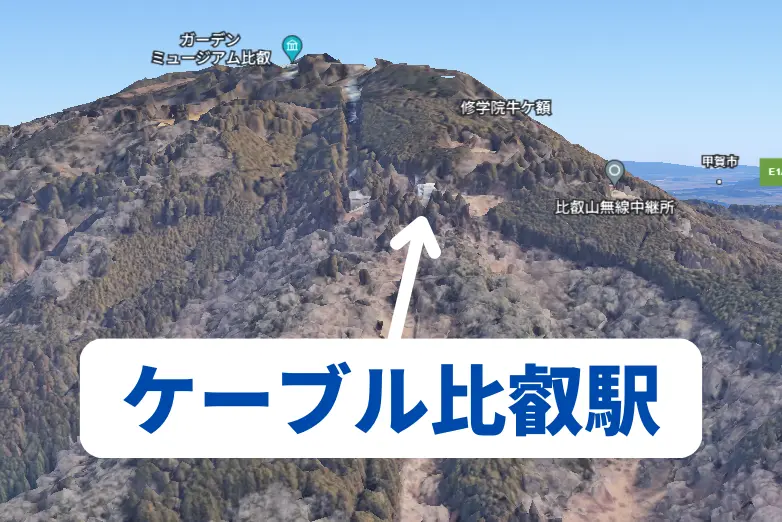 ガーデン
ミュージアム比叡
修学院牛ケ額
甲賀市
E1
比叡山無線中継所
ケーブル比叡駅